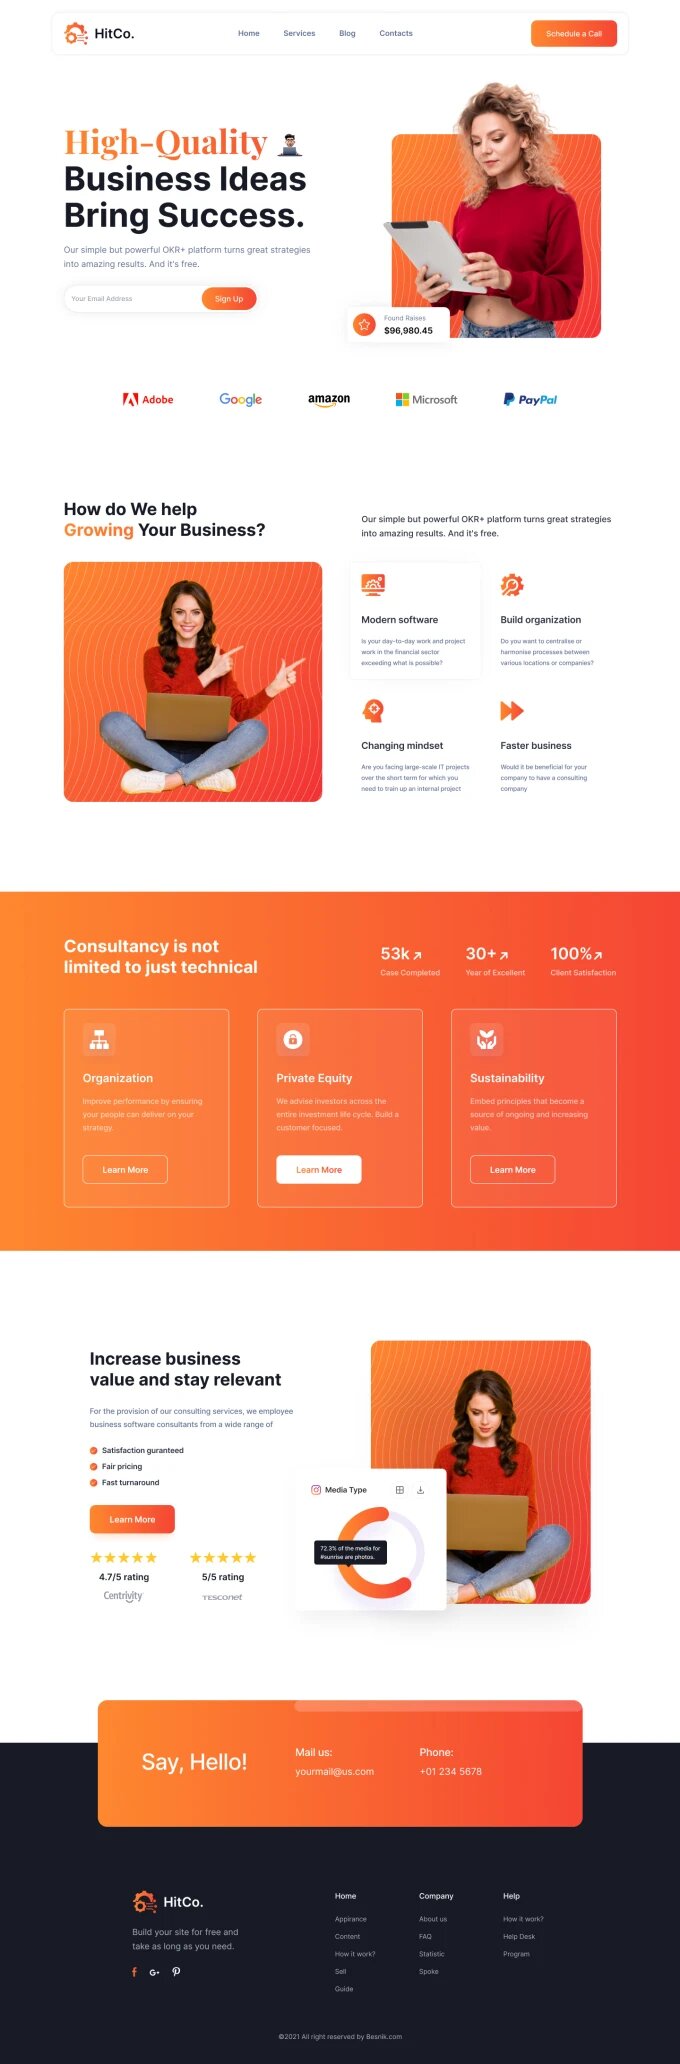 HitCo.
Home
Services
Blog
Contacts
Schedule a Call
High-Quality
Business Ideas
Bring Success.
Our simple but powerful OKR+ platform turns great strategies
into amazing results. And it's free.
Your Email Address
Sign Up
Found Raises
$96,980.45
Adobe
Google
amazon
Microsoft
PayPal
How do We help
Growing Your Business?
Our simple but powerful OKR+ platform turns great strategies
into amazing results. And it's free.
Modern software
Is your day-to-day work and project
work in the financial sector
exceeding what is possible?
Build organization
Do you want to centralise or
harmonise processes between
various locations or companies?
Changing mindset
Are you facing large-scale IT projects
over the short term for which you
need to train up an internal project
Faster business
Would it be beneficial for your
company to have a consulting
company
Consultancy is not
limited to just technical
53k
Case Completed
30+
Year of Excellent
100%
Client Satisfaction
Organization
Improve performance by ensuring
your people can deliver on your
strategy.
Learn More
Private Equity
We advise investors across the
entire investment life cycle. Build a
customer focused.
Learn More
Sustainability
Embed principles that become a
source of ongoing and increasing
value.
Learn More
Increase business
value and stay relevant
For the provision of our consulting services, we employee
business software consultants from a wide range of
Satisfaction guranteed
Fair pricing
Fast turnaround
Learn More
4.7/5 rating
Centrivity
5/5 rating
TESCONET
Media Type
72.3% of the media for
#sunrise are photos.
Say, Hello!
Mail us:
yourmail@us.com
Phone:
+01 234 5678
HitCo.
Build your site for free and
take as long as you need.
Home
Appirance
Content
How it work?
Sell
Guide
Company
About us
FAQ
Statistic
Spoke
Help
How it work?
Help Desk
Program
©2021 All right reserved by Besnik.com